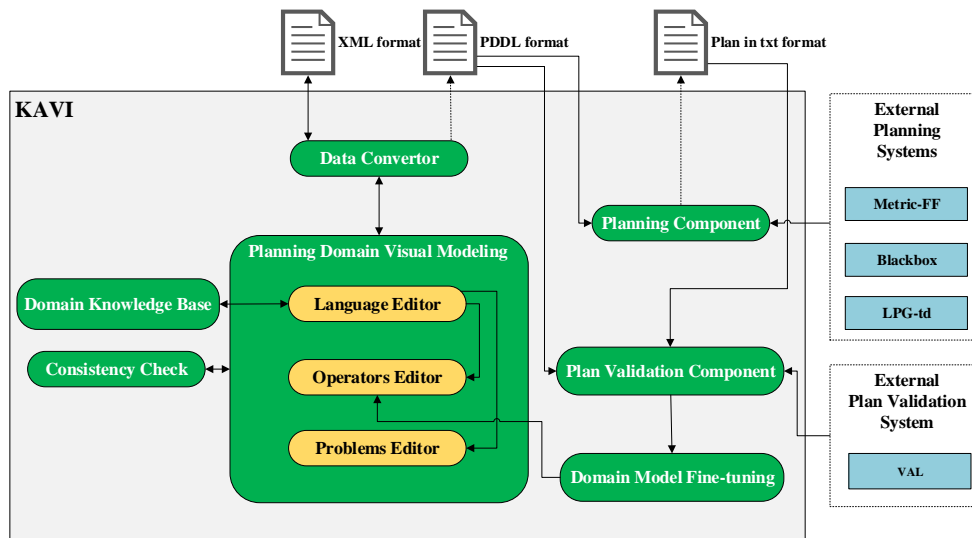 XML format
PDDL format
Plan in txt format
KAVI
External
Planning
Systems
Data Convertor
Metric-FF
Planning Component
Planning Domain Visual Modeling
Blackbox
Domain Knowledge Base
Language Editor
LPG-td
Consistency Check
Operators Editor
Plan Validation Component
External
Plan Validation
System
Problems Editor
Domain Model Fine-tuning
VAL